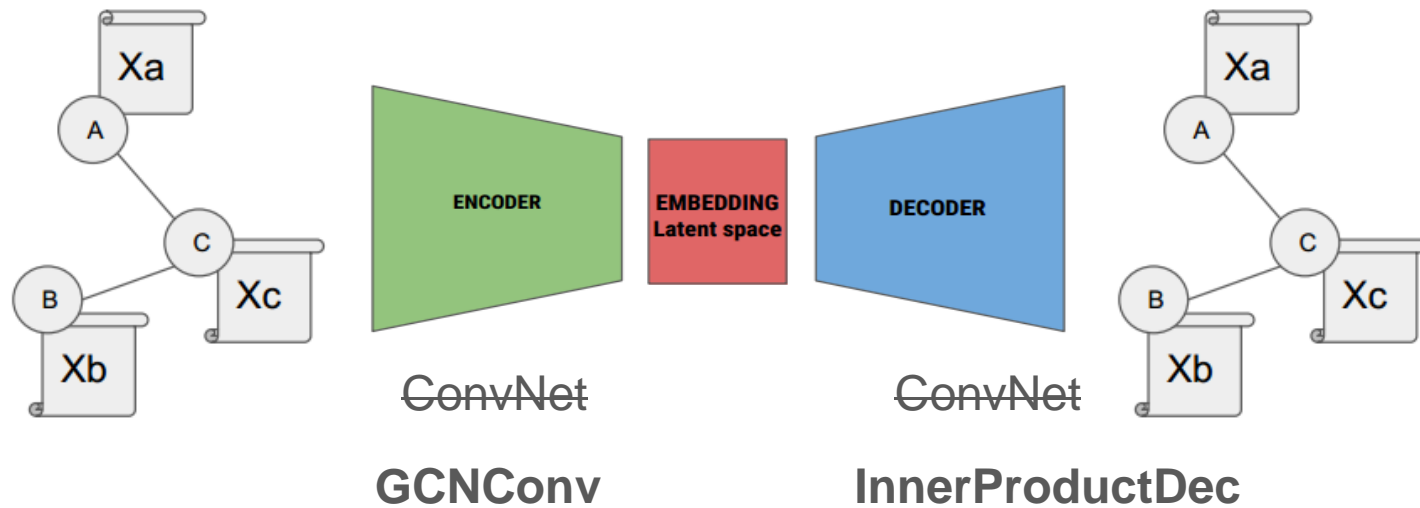 Xa
A
C
Xc
B
Xb
ENCODER
EMBEDDING
Latent space
DECODER
Xa
A
C
Xc
B
Xb
ConvNet
ConvNet
GCNConv
InnerProductDec